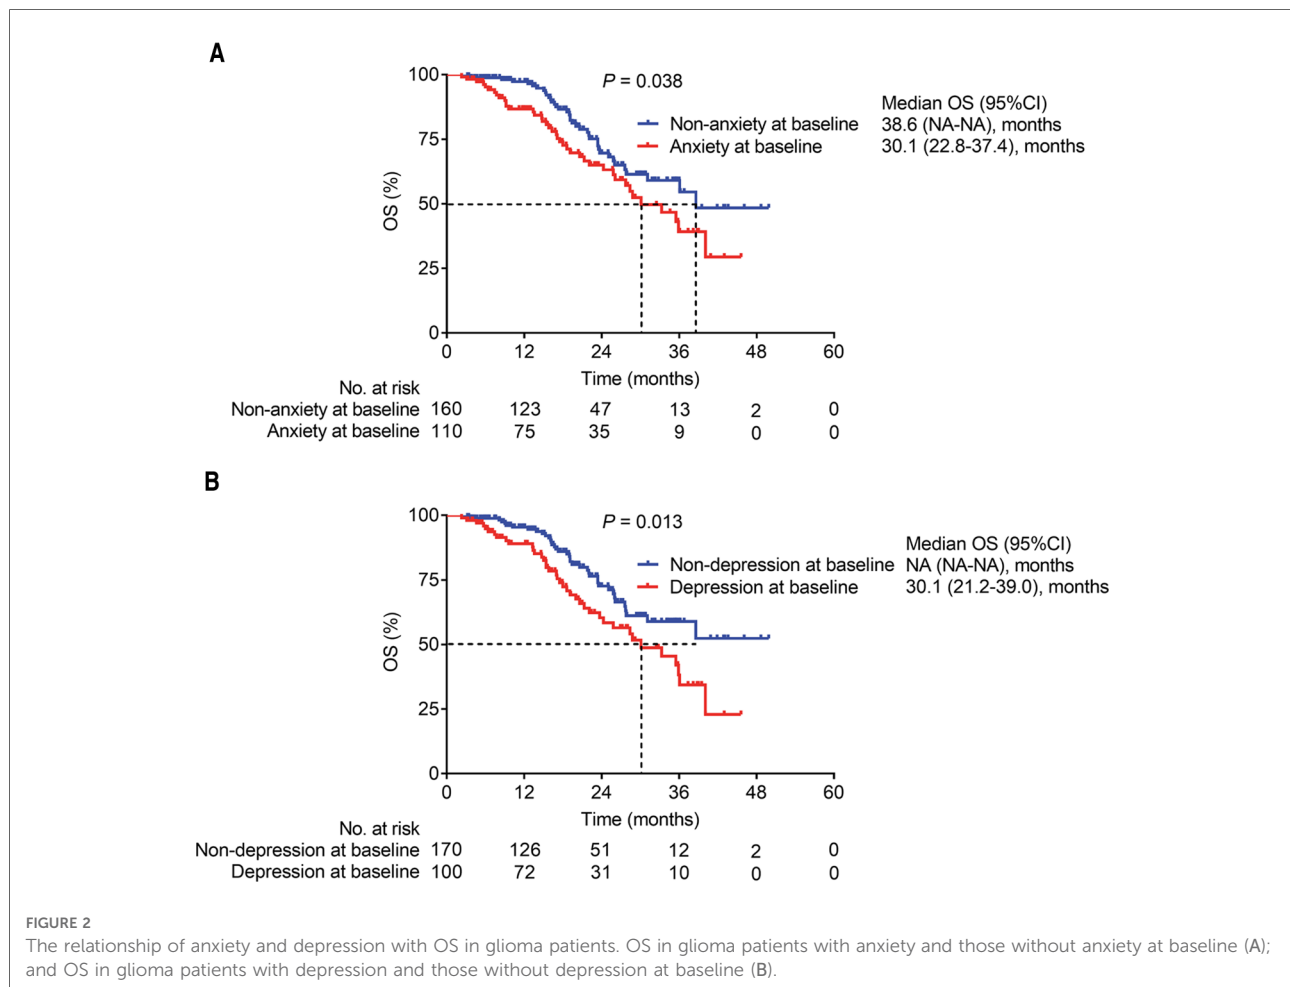 A
100
75
50
25
0
OS (%)
P = 0.038
Non-anxiety at baseline
Anxiety at baseline
Median OS (95%CI)
38.6 (NA-NA), months
30.1 (22.8-37.4), months
0 12 24 36 48 60
Time (months)
No. at risk
Non-anxiety at baseline 160 123 47 13 2 0
Anxiety at baseline 110 75 35 9 0 0
B
100
75
50
25
0
OS (%)
P = 0.013
Non-depression at baseline
Depression at baseline
Median OS (95%CI)
NA (NA-NA), months
30.1 (21.2-39.0), months
0 12 24 36 48 60
Time (months)
No. at risk
Non-depression at baseline 170 126 51 12 2 0
Depression at baseline 100 72 31 10 0 0
FIGURE 2
The relationship of anxiety and depression with OS in glioma patients. OS in glioma patients with anxiety and those without anxiety at baseline (A);
and OS in glioma patients with depression and those without depression at baseline (B).